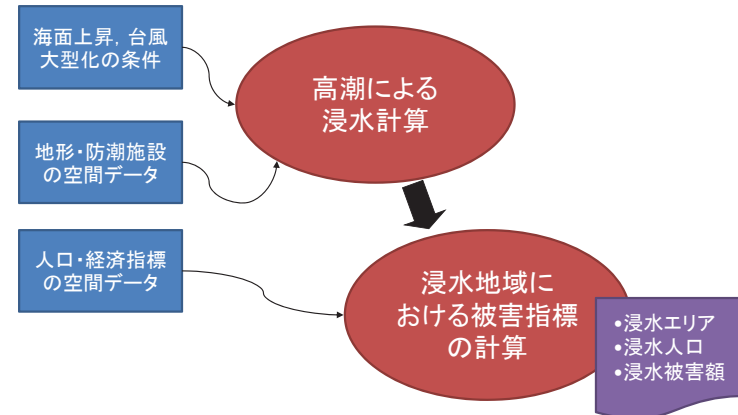 海面上昇, 台風
大型化の条件
高潮による
浸水計算
地形・防潮施設
の空間データ
人口・経済指標
の空間データ
浸水地域に
おける被害指標
の計算
•浸水エリア
•浸水人口
•浸水被害額